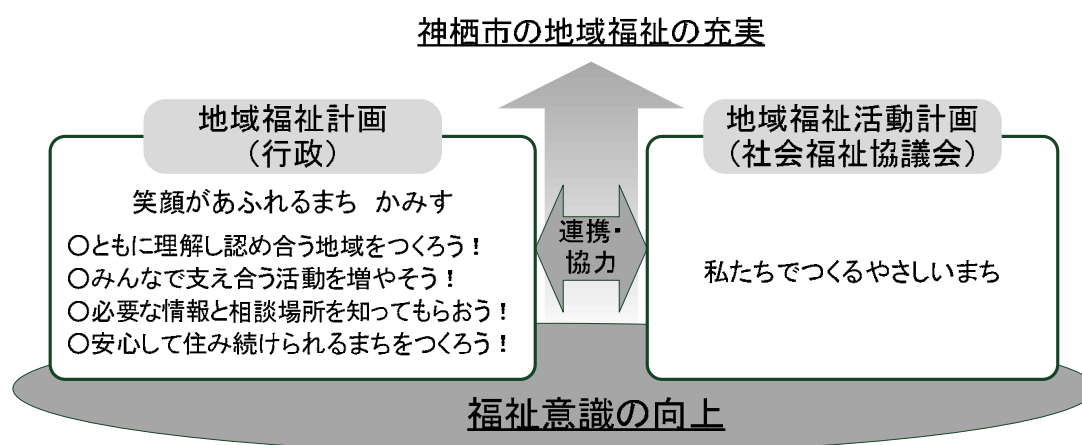 神栖市の地域福祉の充実
地域福祉計画
（行政）
笑顔があふれるまち　かみす
○ともに理解し認め合う地域をつくろう！
○みんなで支え合う活動を増やそう！
○必要な情報と相談場所を知ってもらおう！
○安心して住み続けられるまちをつくろう！
連携・
協力
地域福祉活動計画
（社会福祉協議会）
私たちでつくるやさしいまち
福祉意識の向上